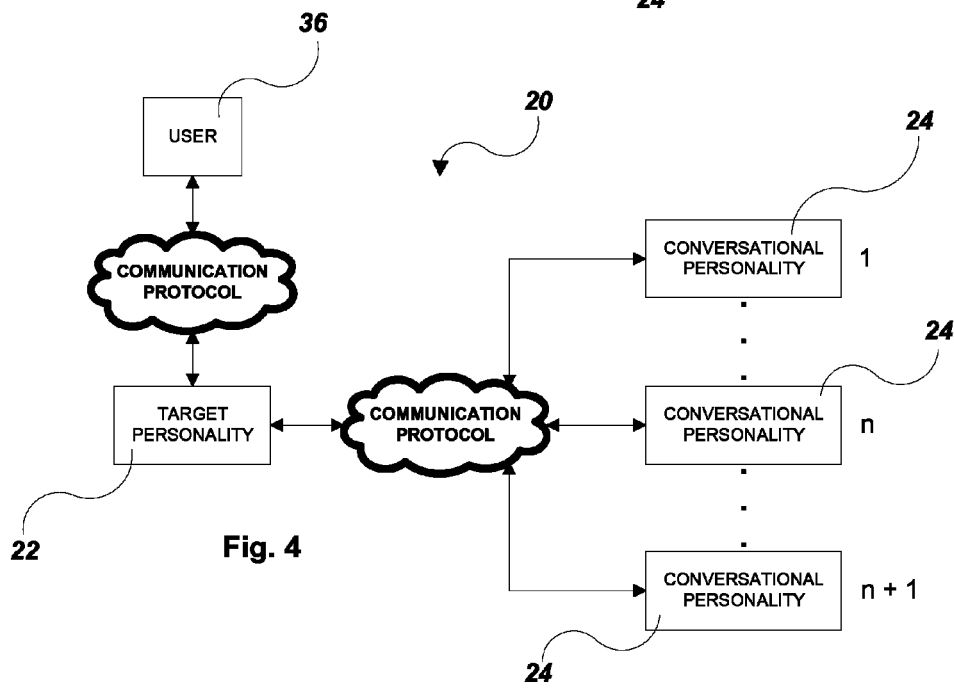 24
36
USER
20
24
COMMUNICATION
PROTOCOL
CONVERSATIONAL
PERSONALITY
1
24
TARGET
PERSONALITY
COMMUNICATION
PROTOCOL
CONVERSATIONAL
PERSONALITY
n
22
Fig. 4
CONVERSATIONAL
PERSONALITY
n + 1
24